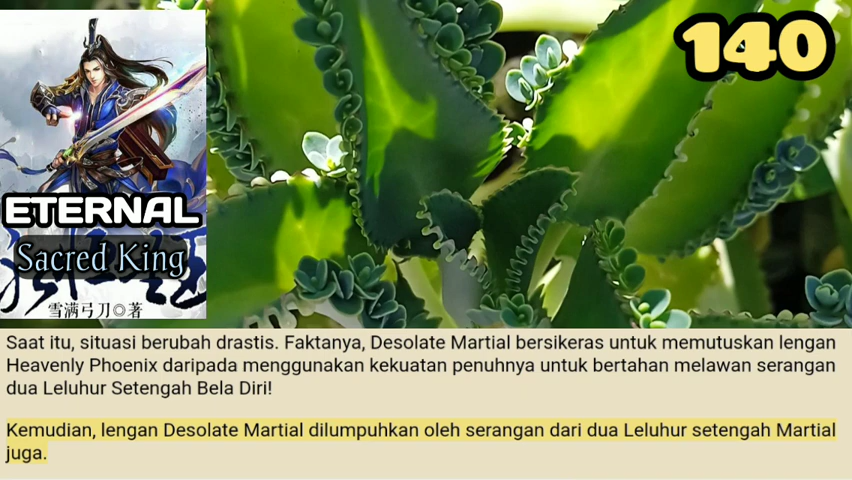 140
ETERNAL
Sacred King
雪满弓刀◎著
Saat itu, situasi berubah drastis. Faktanya, Desolate Martial bersikeras untuk memutuskan lengan
Heavenly Phoenix daripada menggunakan kekuatan penuhnya untuk bertahan melawan serangan
dua Leluhur Setengah Bela Diri!
Kemudian, lengan Desolate Martial dilumpuhkan oleh serangan dari dua Leluhur setengah Martial
juga.